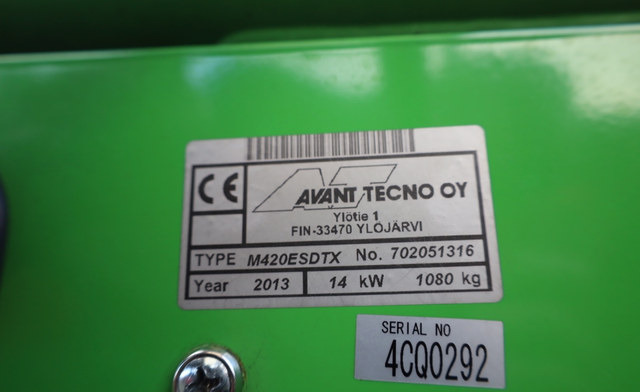 CE
AVANT TECNO OY
Ylötie 1
FIN-33470 YLÖJÄRVI
TYPE M420ESDTX No. 702051316
Year 2013 14 kW 1080 kg
SERIAL NO
4CQ0292